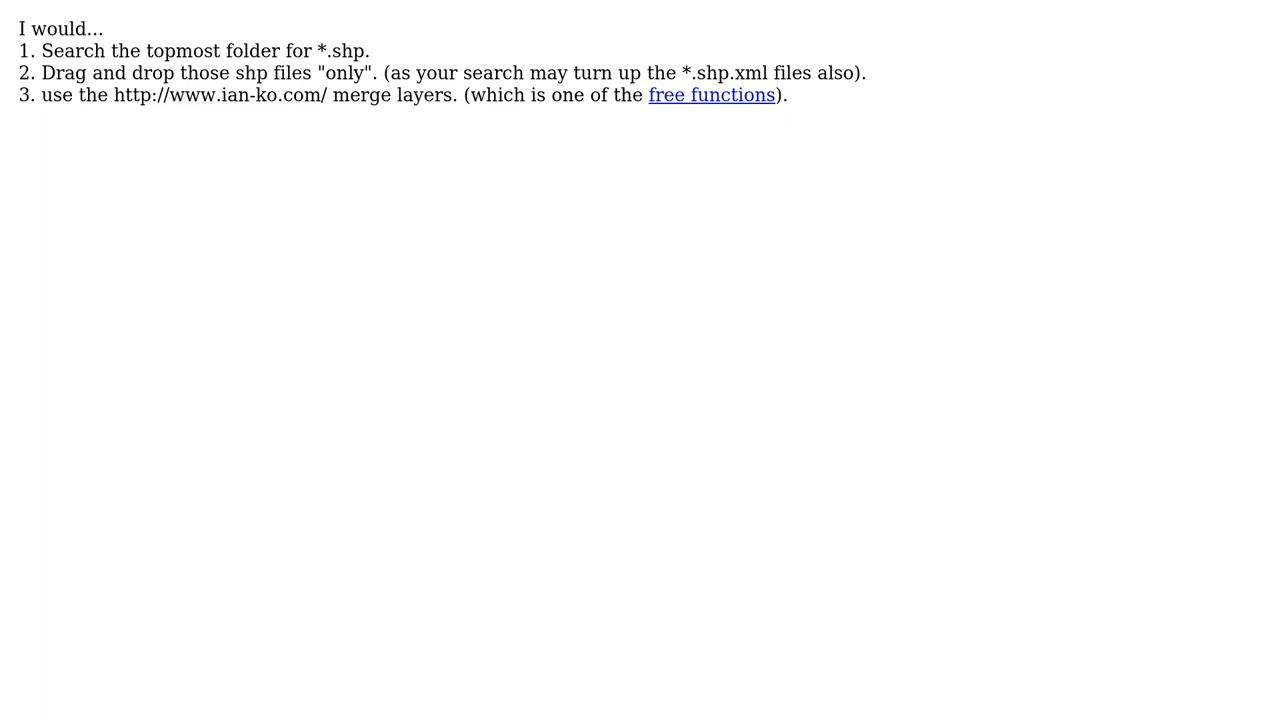 I would...
1. Search the topmost folder for *.shp.
2. Drag and drop those shp files "only". (as your search may turn up the *.shp.xml files also).
3. use the http://www.ian-ko.com/ merge layers. (which is one of the free functions).